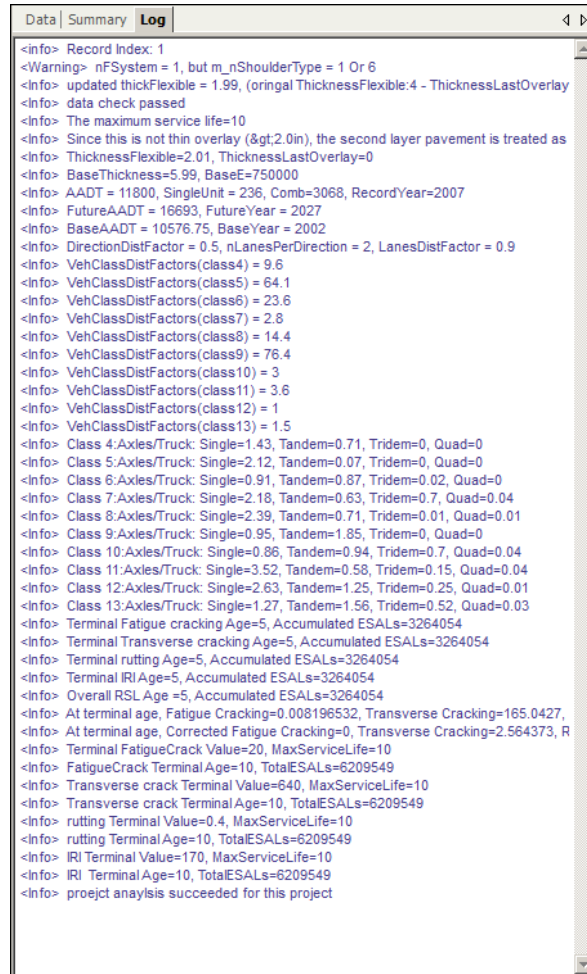 Data Summary Log
<info> Record Index: 1
<Warning> nFSystem = 1, but m_nShoulderType = 1 Or 6
<Info> updated thickFlexible = 1.99, (oringal ThicknessFlexible:4 - ThicknessLastOverlay
<Info> data check passed
<Info> The maximum service life=10
<Info> Since this is not thin overlay (&gt;2.0in), the second layer pavement is treated as
<Info> ThicknessFlexible=2.01, ThicknessLastOverlay=0
<Info> BaseThickness=5.99, BaseE=750000
<Info> AADT = 11800, SingleUnit = 236, Comb=3068, RecordYear=2007
<Info> FutureAADT = 16693, FutureYear = 2027
<Info> BaseAADT = 10576.75, BaseYear = 2002
<Info> DirectionDistFactor = 0.5, nLanesPerDirection = 2, LanesDistFactor = 0.9
<Info> VehClassDistFactors(class4) = 9.6
<Info> VehClassDistFactors(class5) = 64.1
<Info> VehClassDistFactors(class6) = 23.6
<Info> VehClassDistFactors(class7) = 2.8
<Info> VehClassDistFactors(class8) = 14.4
<Info> VehClassDistFactors(class9) = 76.4
<Info> VehClassDistFactors(class10) = 3
<Info> VehClassDistFactors(class11) = 3.6
<Info> VehClassDistFactors(class12) = 1
<Info> VehClassDistFactors(class13) = 1.5
<Info> Class 4:Axles/Truck: Single=1.43, Tandem=0.71, Tridem=0, Quad=0
<Info> Class 5:Axles/Truck: Single=2.12, Tandem=0.07, Tridem=0, Quad=0
<Info> Class 6:Axles/Truck: Single=0.91, Tandem=0.87, Tridem=0.02, Quad=0
<Info> Class 7:Axles/Truck: Single=2.18, Tandem=0.63, Tridem=0.7, Quad=0.04
<Info> Class 8:Axles/Truck: Single=2.39, Tandem=0.71, Tridem=0.01, Quad=0.01
<Info> Class 9:Axles/Truck: Single=0.95, Tandem=1.85, Tridem=0, Quad=0
<Info> Class 10:Axles/Truck: Single=0.86, Tandem=0.94, Tridem=0.7, Quad=0.04
<Info> Class 11:Axles/Truck: Single=3.52, Tandem=0.58, Tridem=0.15, Quad=0.04
<Info> Class 12:Axles/Truck: Single=2.63, Tandem=1.25, Tridem=0.25, Quad=0.01
<Info> Class 13:Axles/Truck: Single=1.27, Tandem=1.56, Tridem=0.52, Quad=0.03
<Info> Terminal Fatigue cracking Age=5, Accumulated ESALs=3264054
<Info> Terminal Transverse cracking Age=5, Accumulated ESALs=3264054
<Info> Terminal rutting Age=5, Accumulated ESALs=3264054
<Info> Terminal IRI Age=5, Accumulated ESALs=3264054
<Info> Overall RSL Age =5, Accumulated ESALs=3264054
<Info> At terminal age, Fatigue Cracking=0.008196532, Transverse Cracking=165.0427,
<Info> At terminal age, Corrected Fatigue Cracking=0, Transverse Cracking=2.564373, R
<Info> Terminal FatigueCrack Value=20, MaxServiceLife=10
<Info> FatigueCrack Terminal Age=10, TotalESALs=6209549
<Info> Transverse crack Terminal Value=640, MaxServiceLife=10
<Info> Transverse crack Terminal Age=10, TotalESALs=6209549
<Info> rutting Terminal Value=0.4, MaxServiceLife=10
<Info> rutting Terminal Age=10, TotalESALs=6209549
<Info> IRI Terminal Value=170, MaxServiceLife=10
<Info> IRI Terminal Age=10, TotalESALs=6209549
<Info> proejct anaylsis succeeded for this project